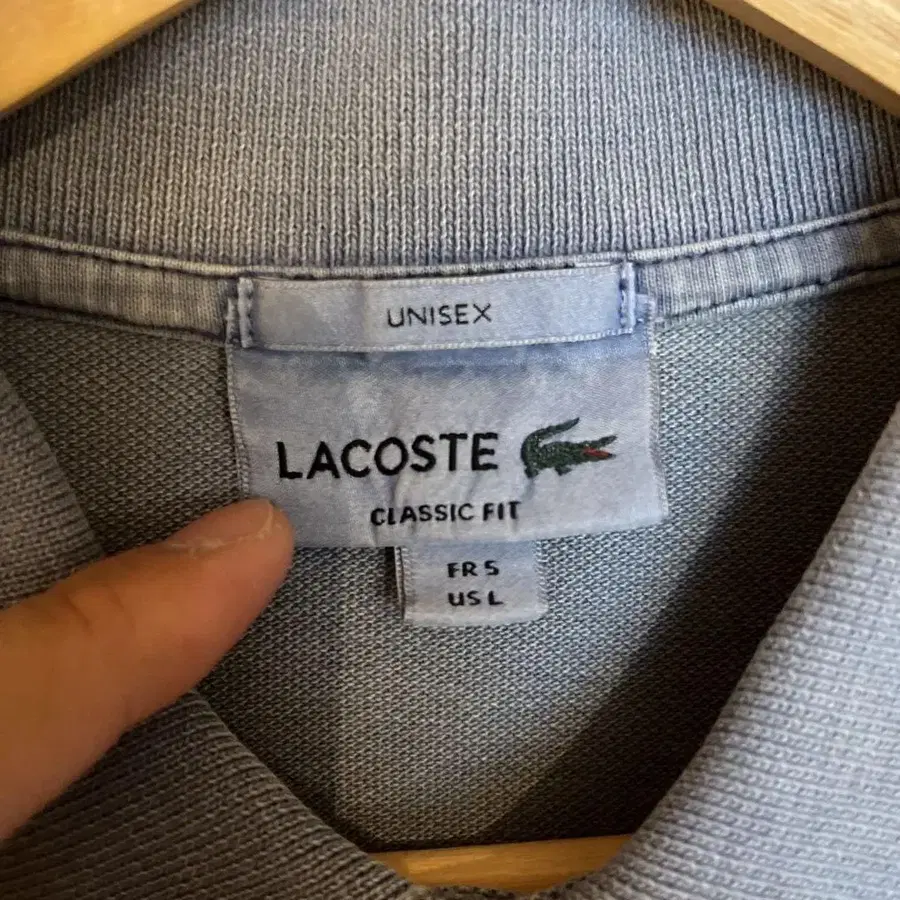 UNISEX
LACOSTE
CLASSIC FIT
FR 5
US L